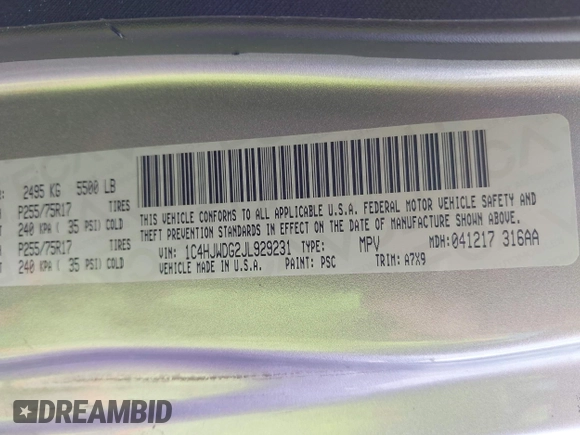 : 2495 KG 5500 LB
P255/75R17 TIRES
240 KPA ( 35 PSI) COLD
P255/75R17 TIRES
240 KPA ( 35 PSI) COLD
THIS VEHICLE CONFORMS TO ALL APPLICABLE U.S.A. FEDERAL MOTOR VEHICLE SAFETY AND
THEFT PREVENTION STANDARDS IN EFFECT ON THE DATE OF MANUFACTURE SHOWN ABOVE.
VIN: 1C4HJWDG2JL929231 TYPE: MPV MDH: 041217 316AA
VEHICLE MADE IN U.S.A. PAINT: PSC TRIM: A7X9
DREAMBID